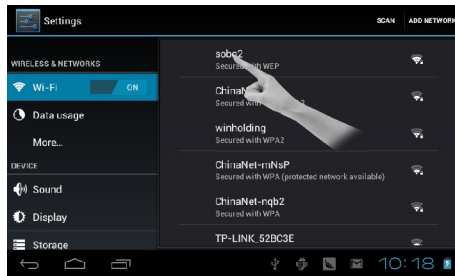 Settings
SCAN ADD NETWORK
WIRELESS & NETWORKS
Wi-Fi ON
Data usage
More...
DEVICE
Sound
Display
Storage
sobo2
Secured with WEP
ChinaNet
Secured with
winholding
Secured with WPA2
ChinaNet-mNsP
Secured with WPA (protected network available)
ChinaNet-nqb2
Secured with WPA
TP-LINK_52BC3E
10:18